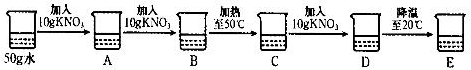 加入 10gKNO₃ 加入 10gKNO₃ 加热 至50℃ 加入 10gKNO₃ 降温 至20℃
50g水 A B C D E